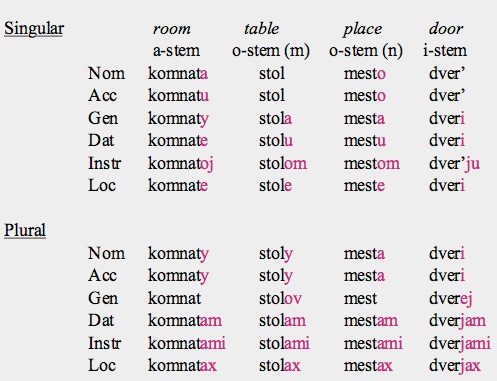 Singular room table place door
a-stem o-stem (m) o-stem (n) i-stem
Nom komnata stol mesto dver’
Acc komnatu stol mesto dver’
Gen komnaty stola mesta dveri
Dat komnate stolu mestu dveri
Instr komnatoj stolom mestom dver’ju
Loc komnate stole meste dveri
Plural
Nom komnaty stoly mesta dveri
Acc komnaty stoly mesta dveri
Gen komnat stolov mest dverej
Dat komnatam stolam mestam dverjam
Instr komnatami stolami mestami dverjami
Loc komnatax stolax mestax dverjax